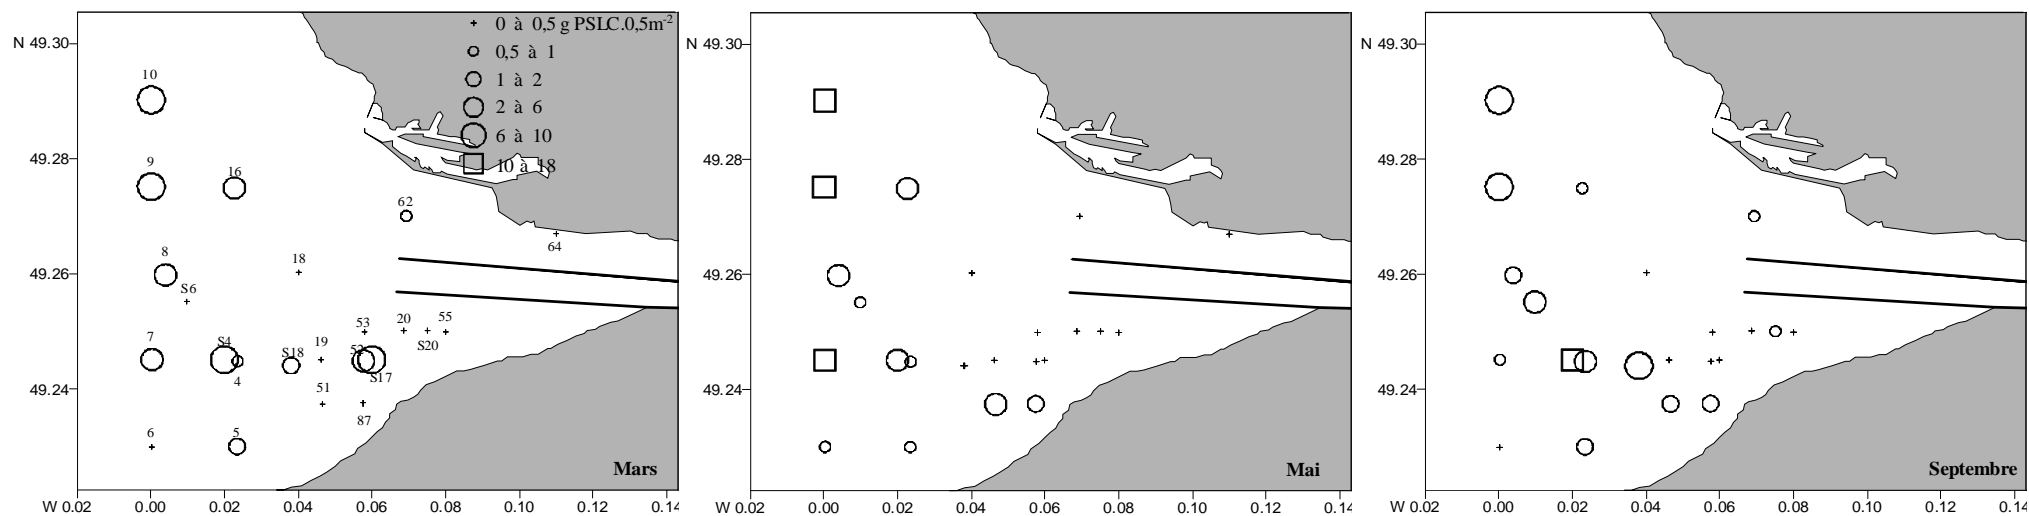 0 à 0,5 g PSLC.0,5m⁻²
0,5 à 1
1 à 2
2 à 6
6 à 10
10 à 18
N 49.30
49.28
49.26
49.24
W 0.02 0.00 0.02 0.04 0.06 0.08 0.10 0.12 0.14
10
9
16
62
64
8
18
S6
53 20 55
S20
7
S4
4
S18
19
52
S17
51
87
6
5
Mars
N 49.30
49.28
49.26
49.24
W 0.02 0.00 0.02 0.04 0.06 0.08 0.10 0.12 0.14
Mai
N 49.30
49.28
49.26
49.24
W 0.02 0.00 0.02 0.04 0.06 0.08 0.10 0.12 0.14
Septembre